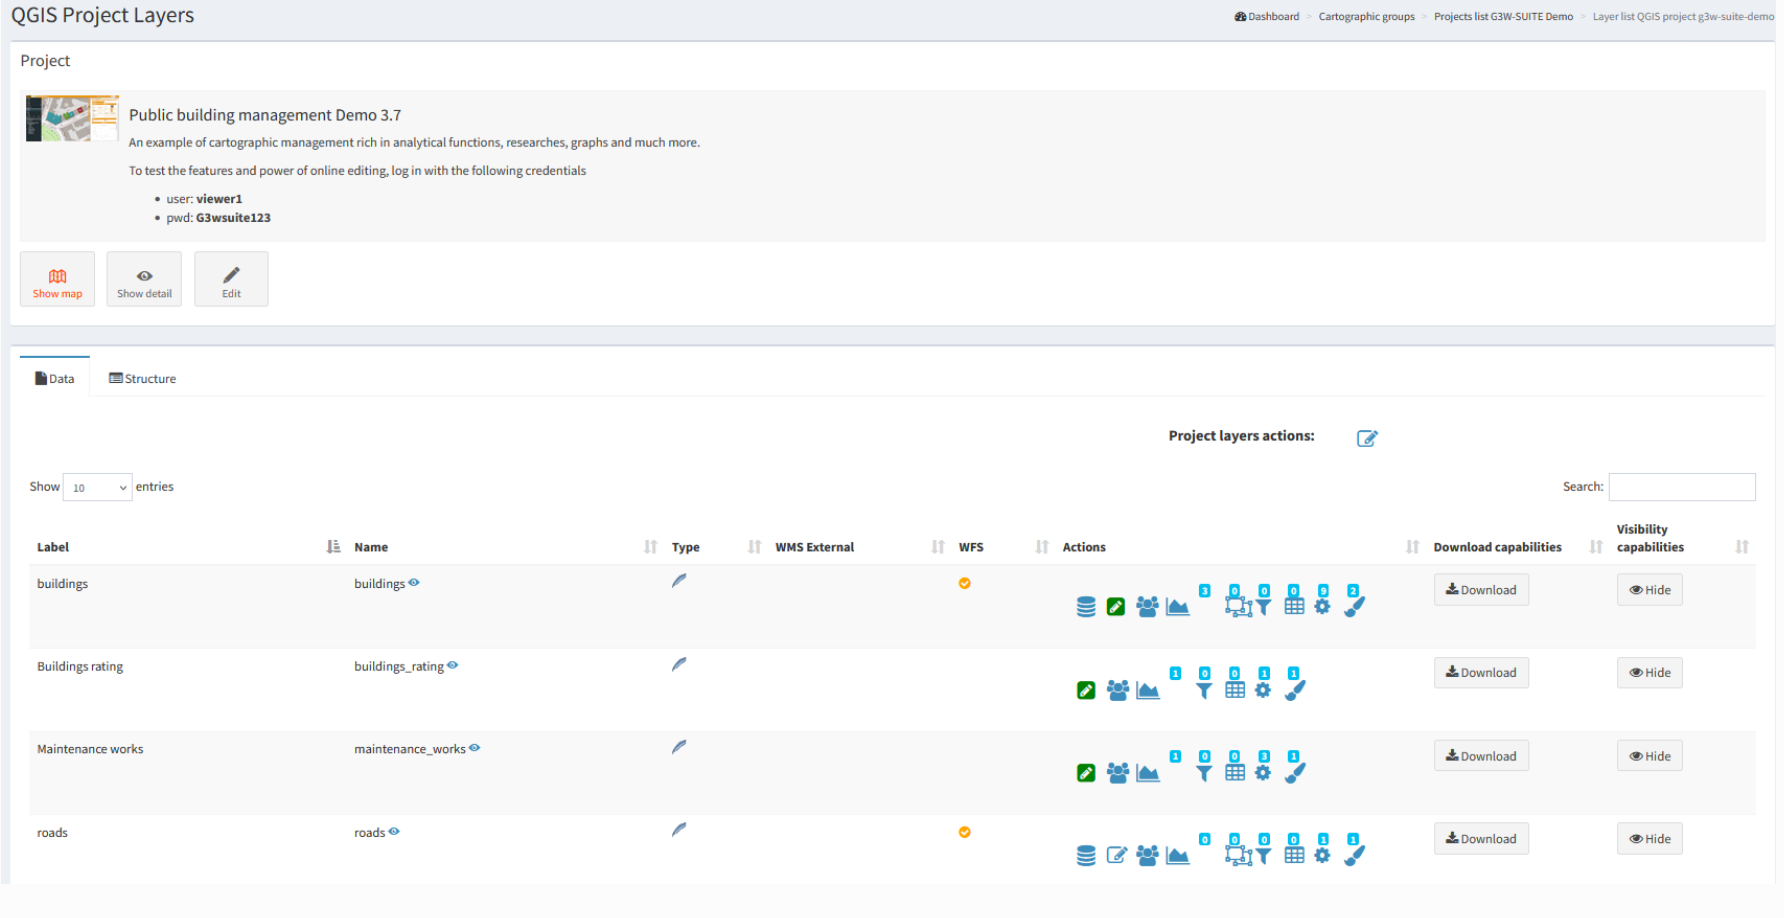 QGIS Project Layers
Dashboard > Cartographic groups > Projects list G3W-SUITE Demo > Layer list QGIS project g3w-suite-demo
Project
Public building management Demo 3.7
An example of cartographic management rich in analytical functions, researches, graphs and much more.
To test the features and power of online editing, log in with the following credentials
• user: viewer1
• pwd: G3wsuite123
Show map Show detail Edit
Data Structure
Project layers actions:
Show 10 entries Search:
Label Name Type WMS External WFS Actions Download capabilities Visibility capabilities
buildings buildings 3 0 0 0 9 2 Download Hide
Buildings rating buildings_rating 1 0 0 1 1 Download Hide
Maintenance works maintenance_works 1 0 0 3 1 Download Hide
roads roads 0 0 0 0 1 1 Download Hide